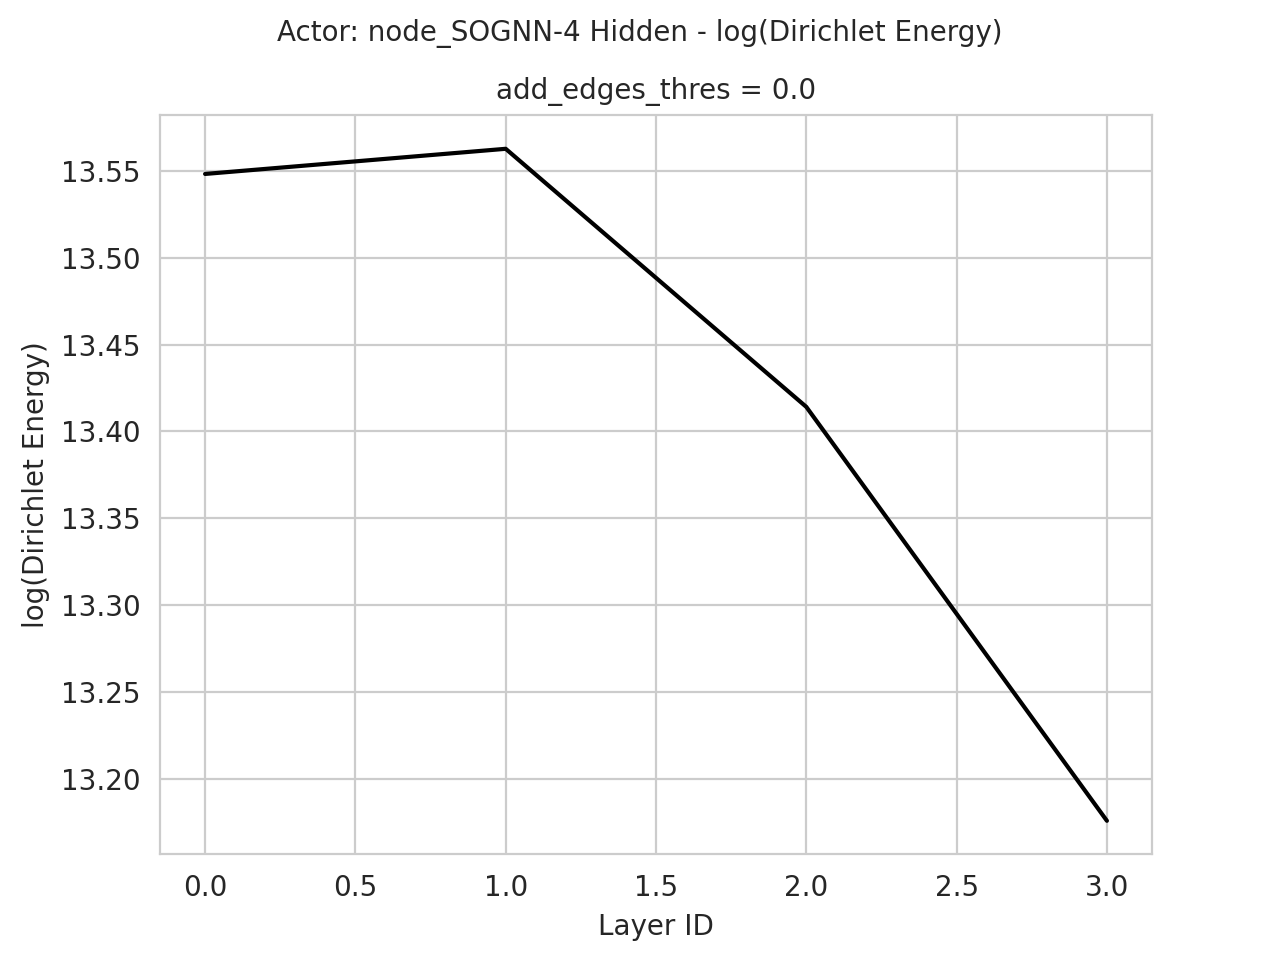 Actor: node_SOGNN-4 Hidden - log(Dirichlet Energy)
add_edges_thres = 0.0
log(Dirichlet Energy)
13.55
13.50
13.45
13.40
13.35
13.30
13.25
13.20
0.0 0.5 1.0 1.5 2.0 2.5 3.0
Layer ID